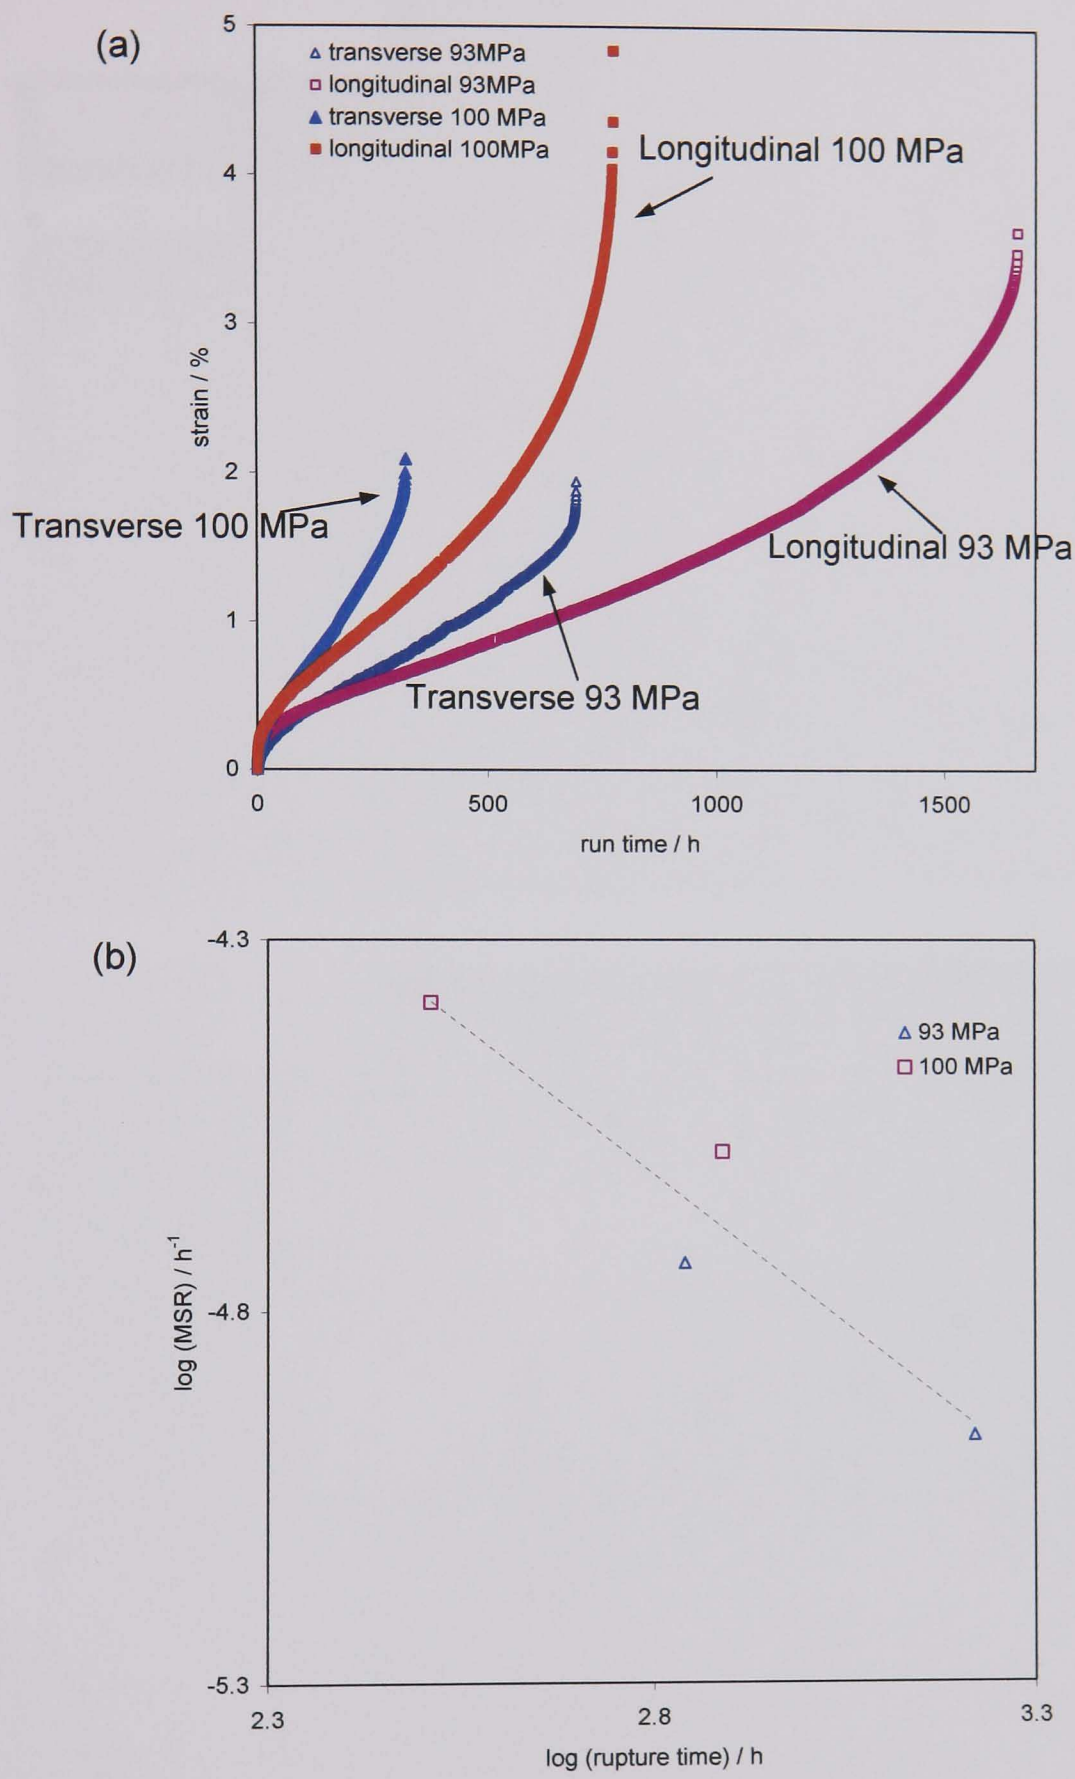 (a)
5
4
3
2
1
0
strain / %
transverse 93MPa
longitudinal 93MPa
transverse 100 MPa
longitudinal 100MPa
Longitudinal 100 MPa
Transverse 100 MPa
Longitudinal 93 MPa
Transverse 93 MPa
0 500 1000 1500
run time / h
(b)
-4.3
-4.8
-5.3
log (MSR) / h-1
93 MPa
100 MPa
2.3 2.8 3.3
log (rupture time) / h